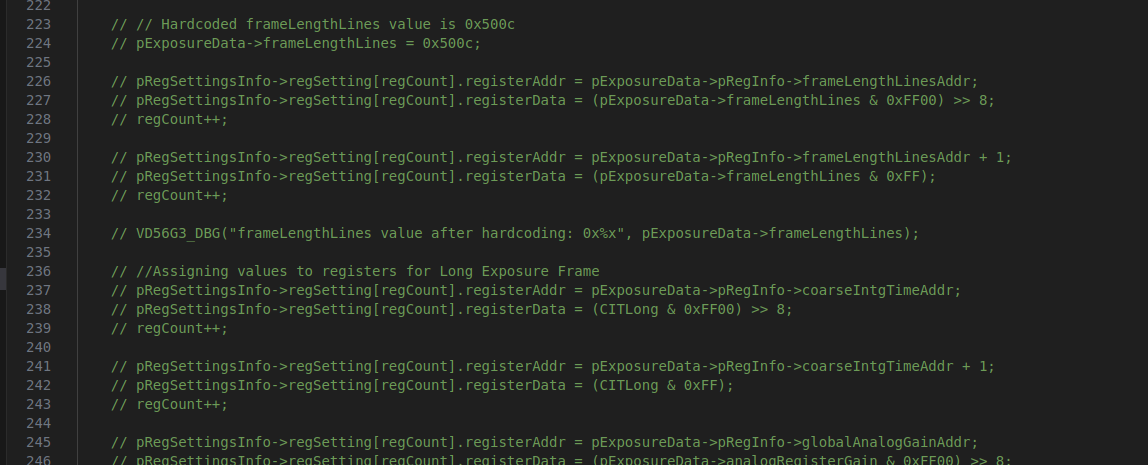 222
223 // // Hardcoded frameLengthLines value is 0x500c
224 // pExposureData->frameLengthLines = 0x500c;
225
226 // pRegSettingsInfo->regSetting[regCount].registerAddr = pExposureData->pRegInfo->frameLengthLinesAddr;
227 // pRegSettingsInfo->regSetting[regCount].registerData = (pExposureData->frameLengthLines & 0xFF00) >> 8;
228 // regCount++;
229
230 // pRegSettingsInfo->regSetting[regCount].registerAddr = pExposureData->pRegInfo->frameLengthLinesAddr + 1;
231 // pRegSettingsInfo->regSetting[regCount].registerData = (pExposureData->frameLengthLines & 0xFF);
232 // regCount++;
233
234 // VD56G3_DBG("frameLengthLines value after hardcoding: 0x%x", pExposureData->frameLengthLines);
235
236 // //Assigning values to registers for Long Exposure Frame
237 // pRegSettingsInfo->regSetting[regCount].registerAddr = pExposureData->pRegInfo->coarseIntgTimeAddr;
238 // pRegSettingsInfo->regSetting[regCount].registerData = (CITLong & 0xFF00) >> 8;
239 // regCount++;
240
241 // pRegSettingsInfo->regSetting[regCount].registerAddr = pExposureData->pRegInfo->coarseIntgTimeAddr + 1;
242 // pRegSettingsInfo->regSetting[regCount].registerData = (CITLong & 0xFF);
243 // regCount++;
244
245 // pRegSettingsInfo->regSetting[regCount].registerAddr = pExposureData->pRegInfo->globalAnalogGainAddr;
246 // pRegSettingsInfo->regSetting[regCount].registerData = (pExposureData->analogRegisterGain & 0xFF00) >> 8;